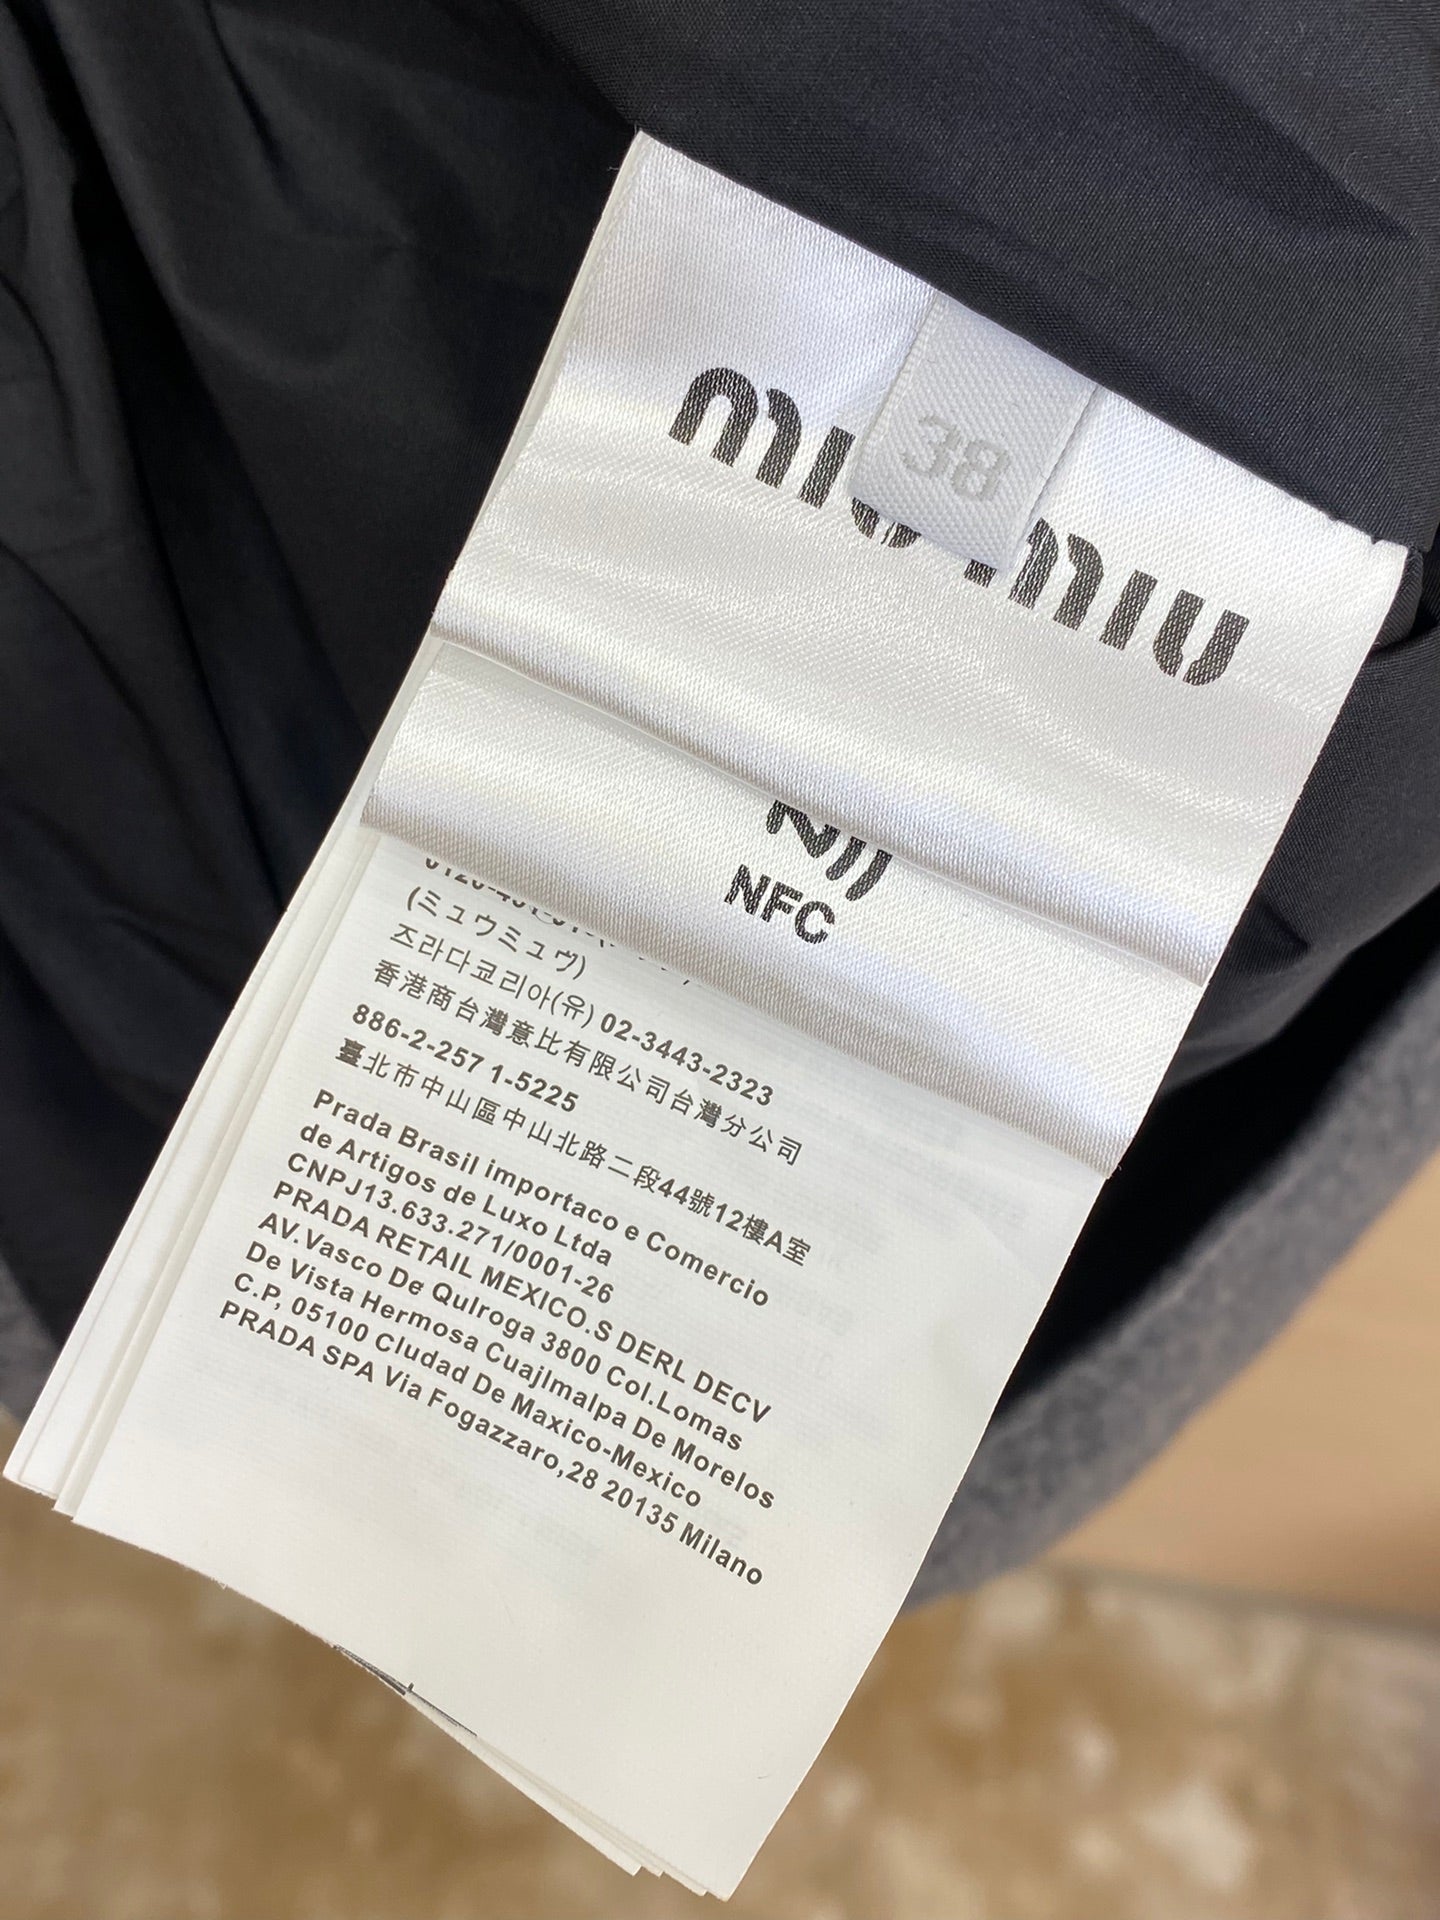 miu miu
38
NFC
(ミュウミュウ)
즈라다쿄리아(유) 02-3443-2323
香港商台灣意比有限公司台灣分公司
886-2-257 1-5225
臺北市中山區中山北路二段44號12樓A室
Prada Brasil importaco e Comercio
de Artigos de Luxo Ltda
CNPJ13.633.271/0001-26
PRADA RETAIL MEXICO.S DERL DECV
AV.Vasco De Qulroga 3800 Col.Lomas
De Vista Hermosa Cuajlmalpa De Morelos
C.P, 05100 Cludad De Maxico-Mexico
PRADA SPA Via Fogazzaro,28 20135 Milano